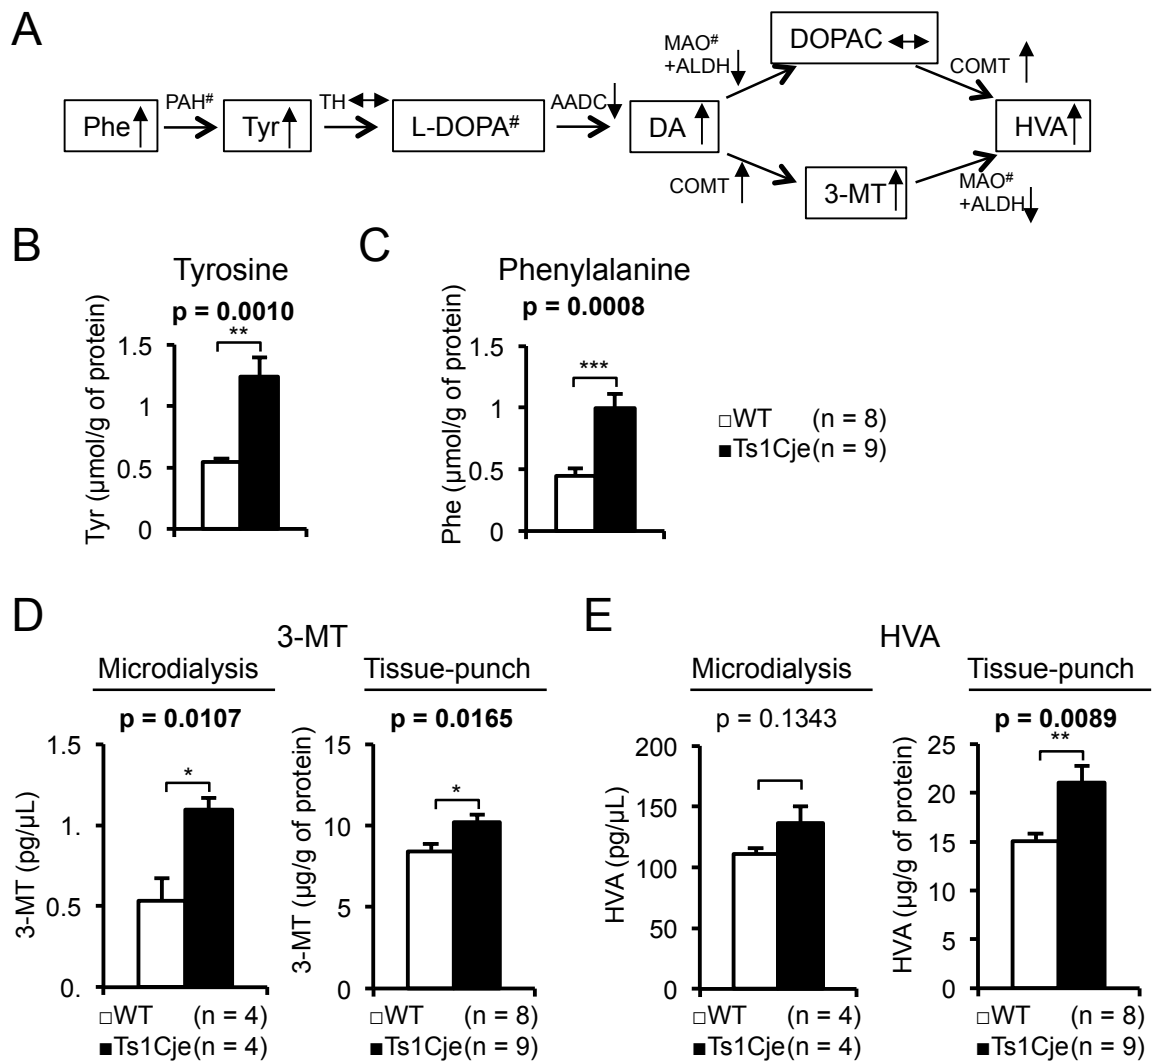 A
Phe
PAH#
Tyr
TH
L-DOPA#
AADC
DA
MAO#
+ALDH
DOPAC
COMT
HVA
COMT
3-MT
MAO#
+ALDH
B
Tyrosine
p = 0.0010
**
Tyr (µmol/g of protein)
1.5
1
0.5
0
C
Phenylalanine
p = 0.0008
***
Phe (µmol/g of protein)
1.5
1
0.5
0
□WT (n = 8)
■Ts1Cje(n = 9)
D
3-MT
Microdialysis
p = 0.0107
*
3-MT (pg/µL)
1.5
1.
0.5
0.
□WT (n = 4)
■Ts1Cje(n = 4)
Tissue-punch
p = 0.0165
*
3-MT (µg/g of protein)
15
10
5
0
(n = 8)
(n = 9)
E
HVA
Microdialysis
p = 0.1343
HVA (pg/µL)
200
150
100
50
0
□WT (n = 4)
■Ts1Cje(n = 4)
Tissue-punch
p = 0.0089
**
HVA (µg/g of protein)
25
20
15
10
5
0
(n = 8)
(n = 9)